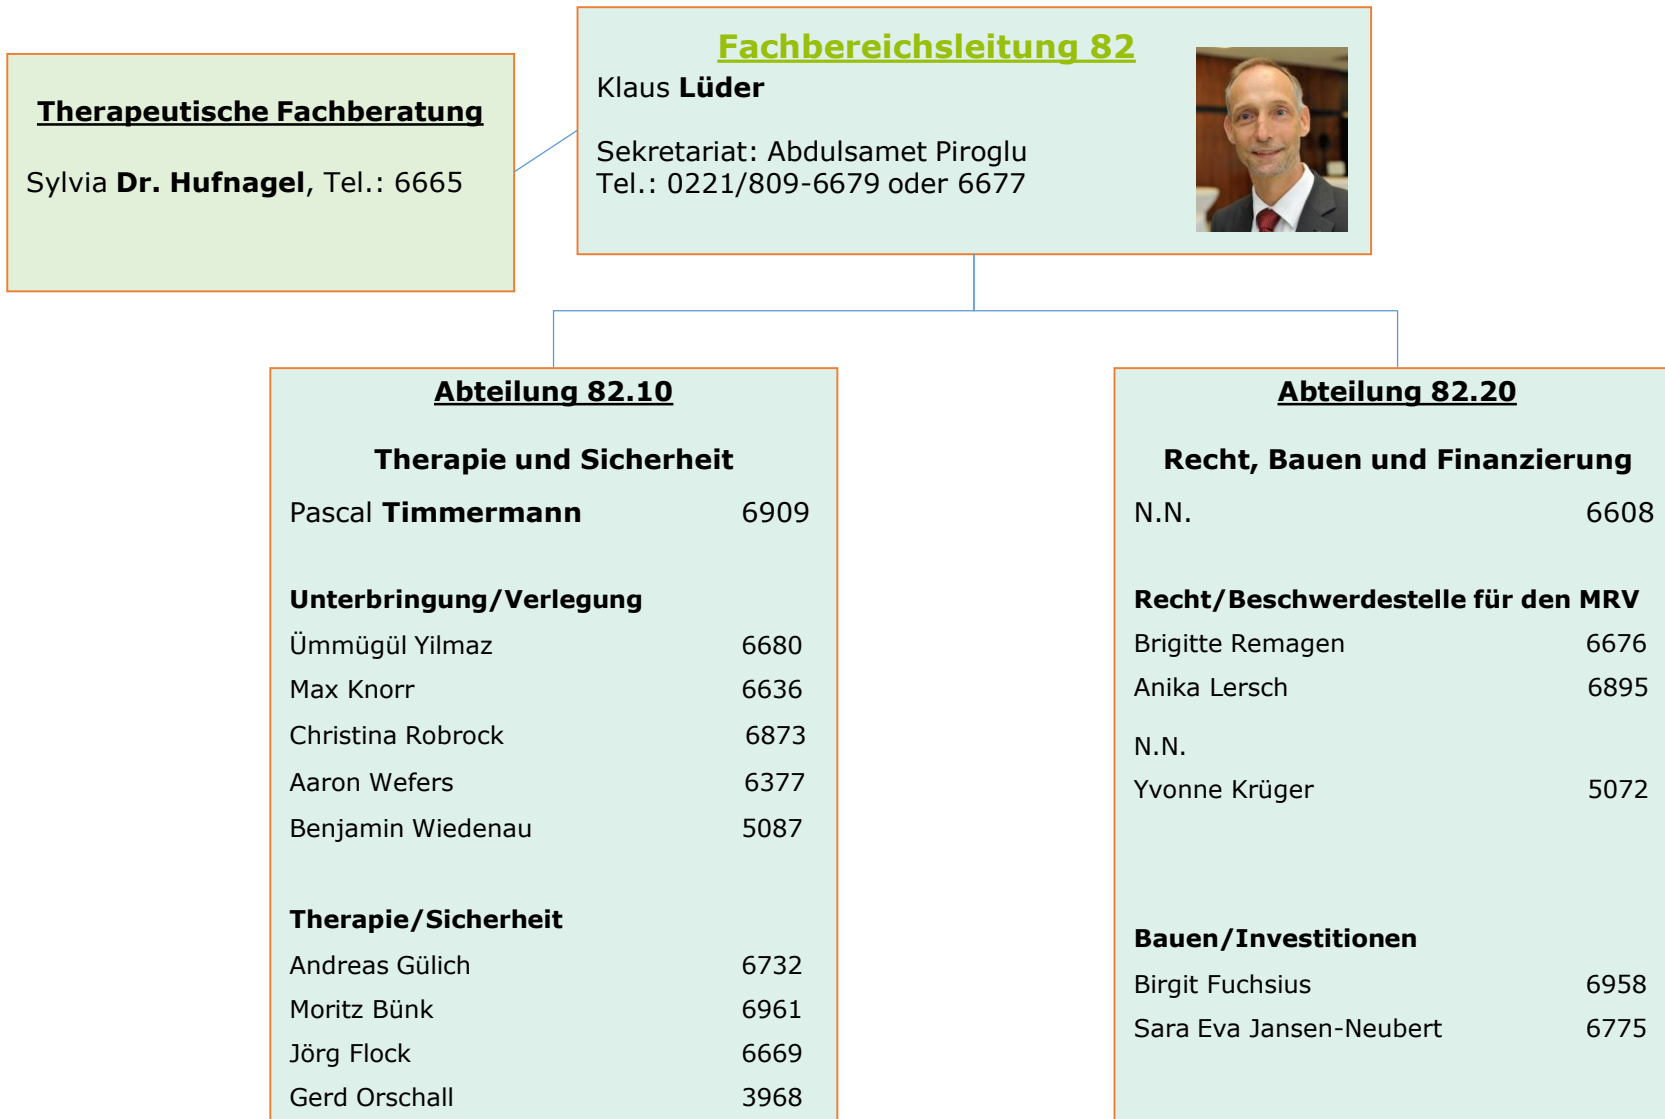 Fachbereichsleitung 82
Klaus Lüder
Sekretariat: Abdulsamet Piroglu
Tel.: 0221/809-6679 oder 6677
Therapeutische Fachberatung
Sylvia Dr. Hufnagel, Tel.: 6665
Abteilung 82.10
Therapie und Sicherheit
Pascal Timmermann 6909
Unterbringung/Verlegung
Ümmügül Yilmaz 6680
Max Knorr 6636
Christina Robrock 6873
Aaron Wefers 6377
Benjamin Wiedenau 5087
Therapie/Sicherheit
Andreas Gülich 6732
Moritz Bünk 6961
Jörg Flock 6669
Gerd Orschall 3968
Abteilung 82.20
Recht, Bauen und Finanzierung
N.N. 6608
Recht/Beschwerdestelle für den MRV
Brigitte Remagen 6676
Anika Lersch 6895
N.N.
Yvonne Krüger 5072
Bauen/Investitionen
Birgit Fuchsius 6958
Sara Eva Jansen-Neubert 6775